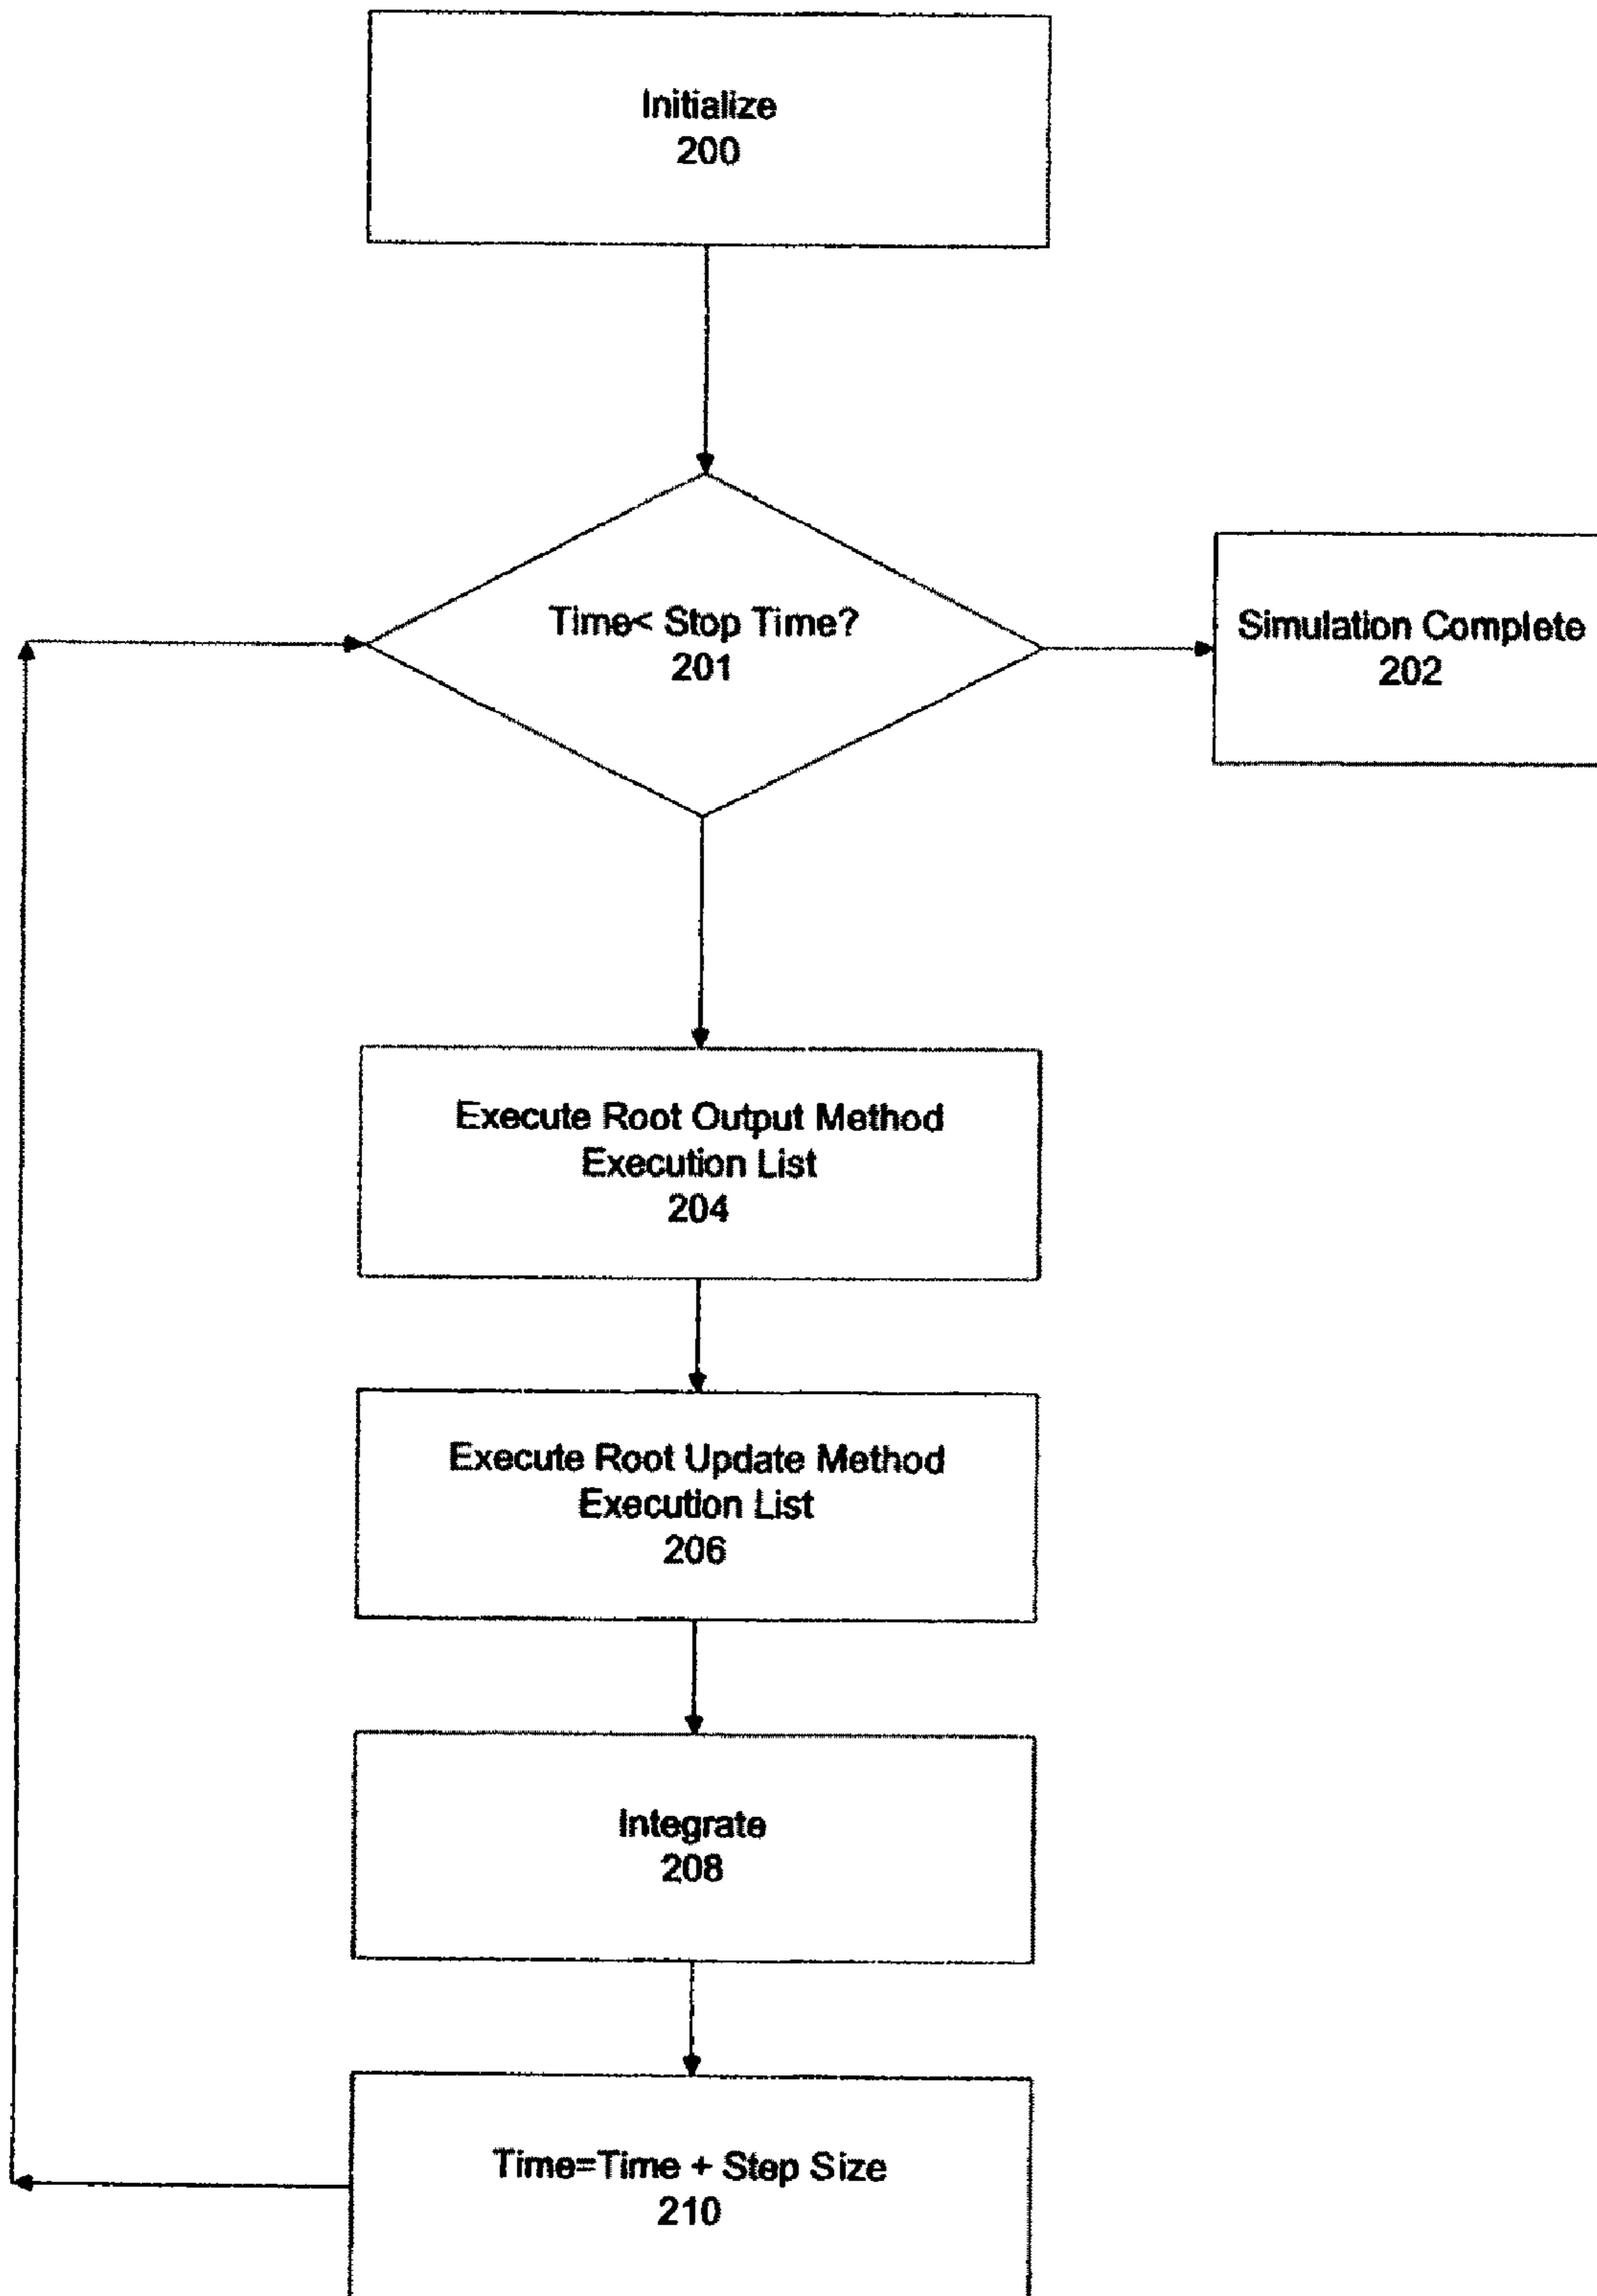 Initialize
200
Time< Stop Time?
201
Simulation Complete
202
Execute Root Output Method
Execution List
204
Execute Root Update Method
Execution List
206
Integrate
208
Time=Time + Step Size
210